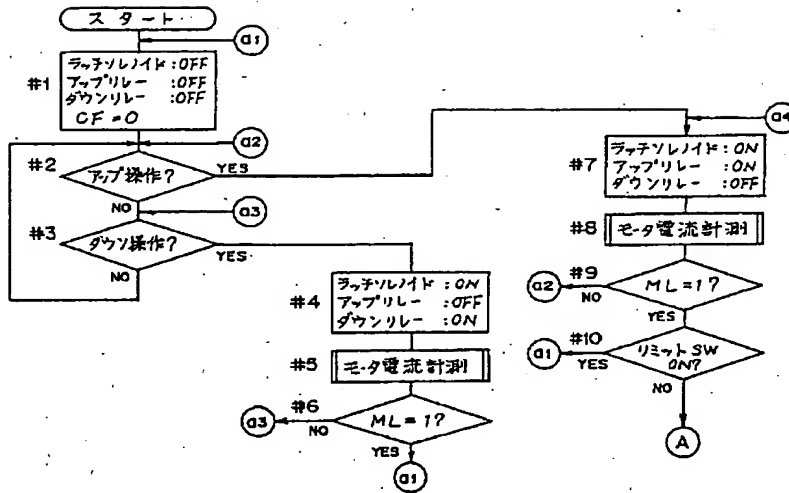 スタート
a1
#1
ラッチソレノイド:OFF
アップリレー :OFF
ダウンリレー :OFF
CF=0
a2
#2
アップ操作?
YES
NO
a3
#3
ダウン操作?
YES
NO
#4
ラッチソレノイド:ON
アップリレー :OFF
ダウンリレー :ON
#5
モータ電流計測
#6
ML=1?
a3
NO
YES
a1
a4
#7
ラッチソレノイド:ON
アップリレー :ON
ダウンリレー :OFF
#8
モータ電流計測
#9
ML=1?
a2
NO
YES
#10
リミットSW
ON?
a1
YES
NO
A